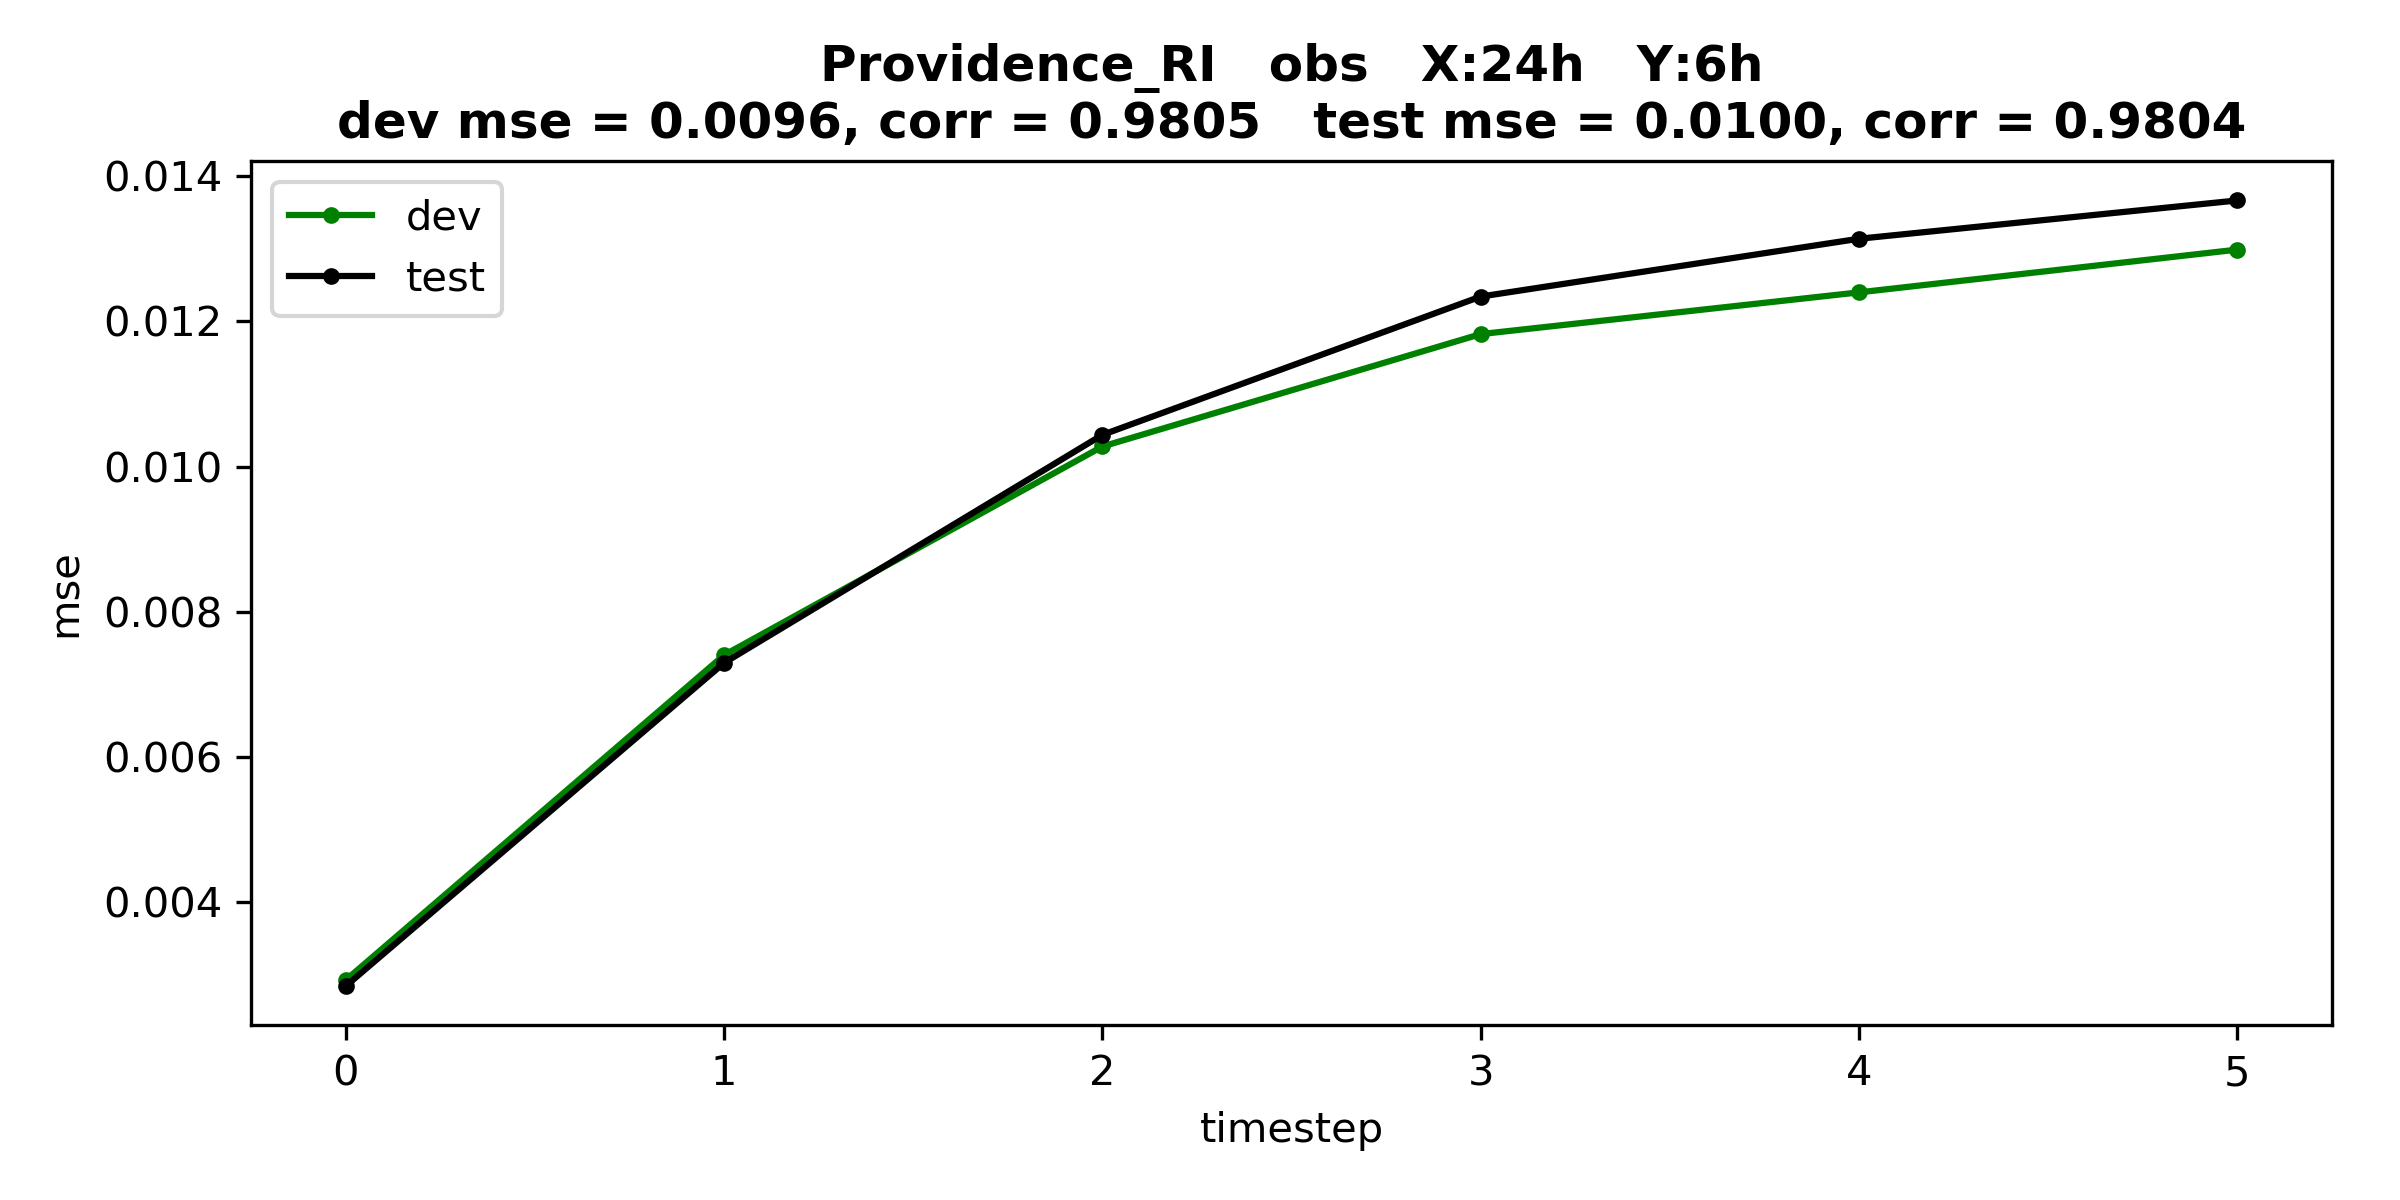 Providence_RI   obs   X:24h   Y:6h
dev mse = 0.0096, corr = 0.9805   test mse = 0.0100, corr = 0.9804
0.014
0.012
0.010
0.008
0.006
0.004
mse
dev
test
0 1 2 3 4 5
timestep